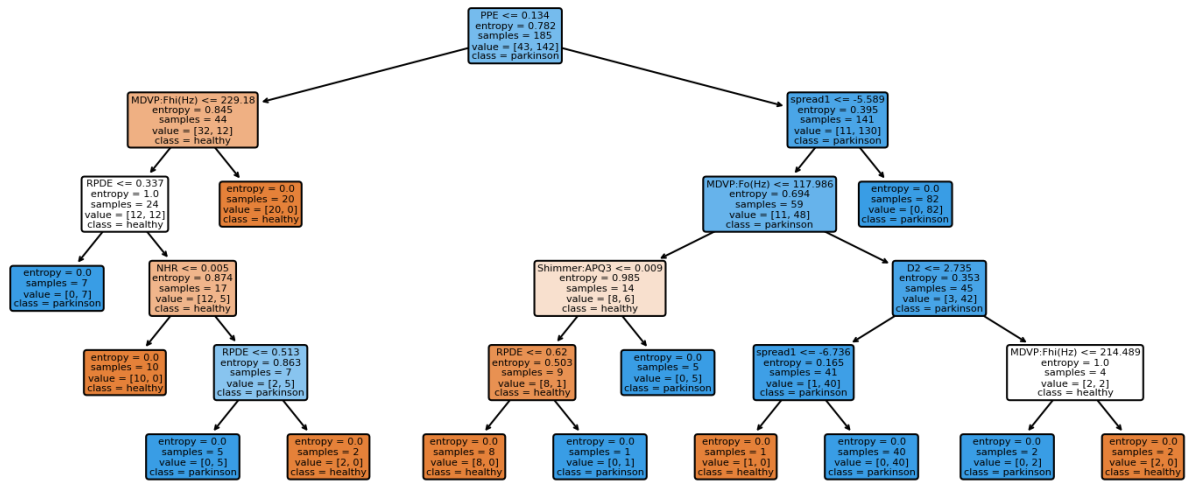 PPE <= 0.134
entropy = 0.782
samples = 185
value = [43, 142]
class = parkinson
MDVP:Fhi(Hz) <= 229.18
entropy = 0.845
samples = 44
value = [32, 12]
class = healthy
spread1 <= -5.589
entropy = 0.395
samples = 141
value = [11, 130]
class = parkinson
RPDE <= 0.337
entropy = 1.0
samples = 24
value = [12, 12]
class = healthy
entropy = 0.0
samples = 20
value = [20, 0]
class = healthy
MDVP:Fo(Hz) <= 117.986
entropy = 0.694
samples = 59
value = [11, 48]
class = parkinson
entropy = 0.0
samples = 82
value = [0, 82]
class = parkinson
entropy = 0.0
samples = 7
value = [0, 7]
class = parkinson
NHR <= 0.005
entropy = 0.874
samples = 17
value = [12, 5]
class = healthy
Shimmer:APQ3 <= 0.009
entropy = 0.985
samples = 14
value = [8, 6]
class = healthy
D2 <= 2.735
entropy = 0.353
samples = 45
value = [3, 42]
class = parkinson
entropy = 0.0
samples = 10
value = [10, 0]
class = healthy
RPDE <= 0.513
entropy = 0.863
samples = 7
value = [2, 5]
class = parkinson
RPDE <= 0.62
entropy = 0.503
samples = 9
value = [8, 1]
class = healthy
entropy = 0.0
samples = 5
value = [0, 5]
class = parkinson
spread1 <= -6.736
entropy = 0.165
samples = 41
value = [1, 40]
class = parkinson
MDVP:Fhi(Hz) <= 214.489
entropy = 1.0
samples = 4
value = [2, 2]
class = healthy
entropy = 0.0
samples = 5
value = [0, 5]
class = parkinson
entropy = 0.0
samples = 2
value = [2, 0]
class = healthy
entropy = 0.0
samples = 8
value = [8, 0]
class = healthy
entropy = 0.0
samples = 1
value = [0, 1]
class = parkinson
entropy = 0.0
samples = 1
value = [1, 0]
class = healthy
entropy = 0.0
samples = 40
value = [0, 40]
class = parkinson
entropy = 0.0
samples = 2
value = [0, 2]
class = parkinson
entropy = 0.0
samples = 2
value = [2, 0]
class = healthy